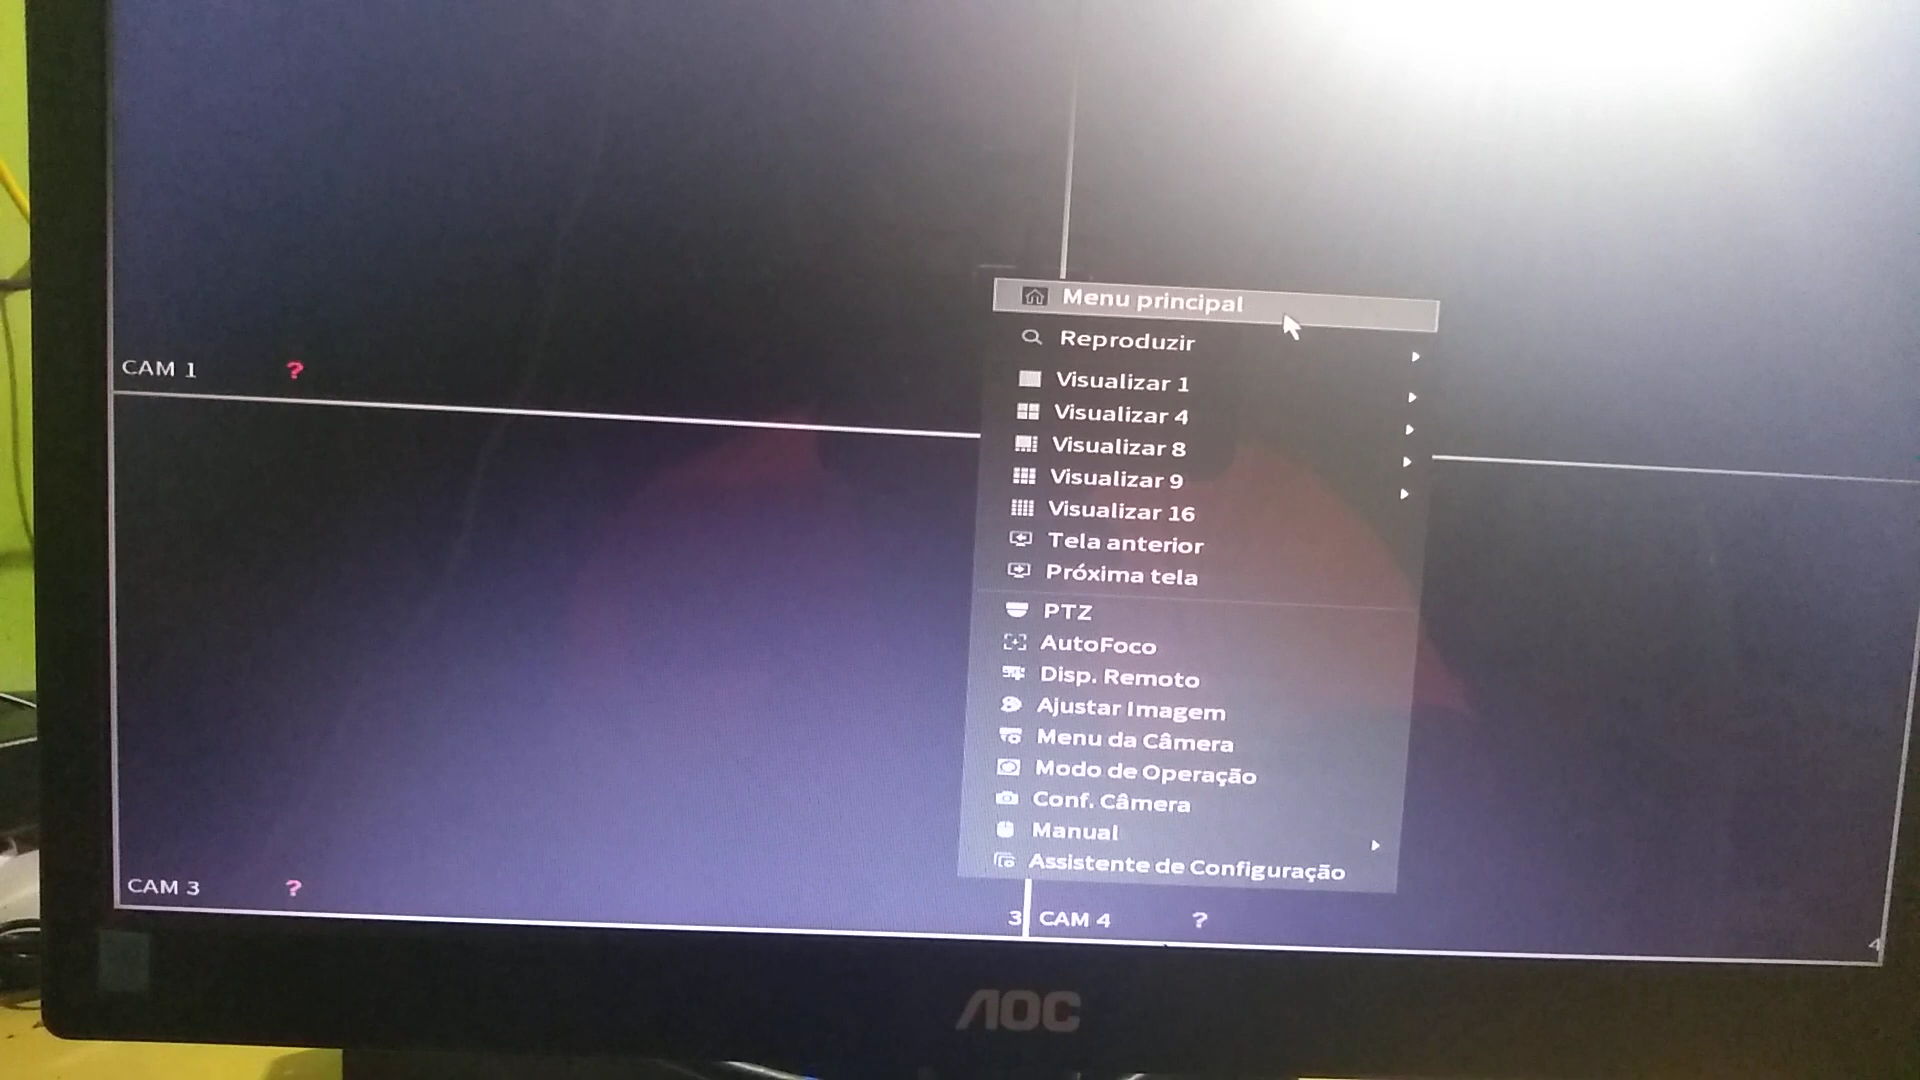 Menu principal
Reproduzir
Visualizar 1
Visualizar 4
Visualizar 8
Visualizar 9
Visualizar 16
Tela anterior
Próxima tela
PTZ
AutoFoco
Disp. Remoto
Ajustar Imagem
Menu da Câmera
Modo de Operação
Conf. Câmera
Manual
Assistente de Configuração
CAM 1 ?
CAM 3 ?
3
CAM 4 ?
4
AOC